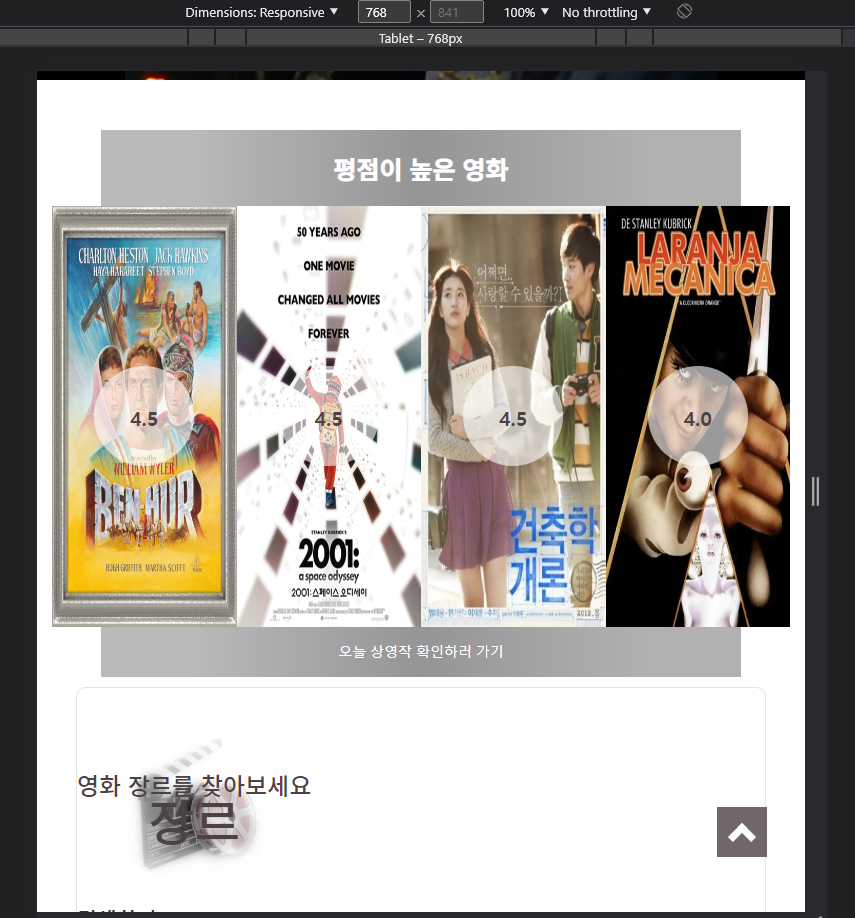 Dimensions: Responsive ▼ 768 × 841 100% ▼ No throttling ▼
Tablet – 768px
평점이 높은 영화
CHARLTON HESTON JACK HAWKINS
HAYA HARAREET STEPHEN BOYD
4.5
WILLIAM WYLER
BEN-HUR
HUGH GRIFFITH MARTHA SCOTT
50 YEARS AGO
ONE MOVIE
CHANGED ALL MOVIES
FOREVER
4.5
STANLEY KUBRICK'S
2001:
a space odyssey
2001: 스페이스 오디세이
어쩌면..
사랑할 수 있을까?
4.5
건축학
개론
DE STANLEY KUBRICK
LARANJA
MECANICA
"A CLOCKWORK ORANGE"
4.0
오늘 상영작 확인하러 가기
영화 장르를 찾아보세요
장르